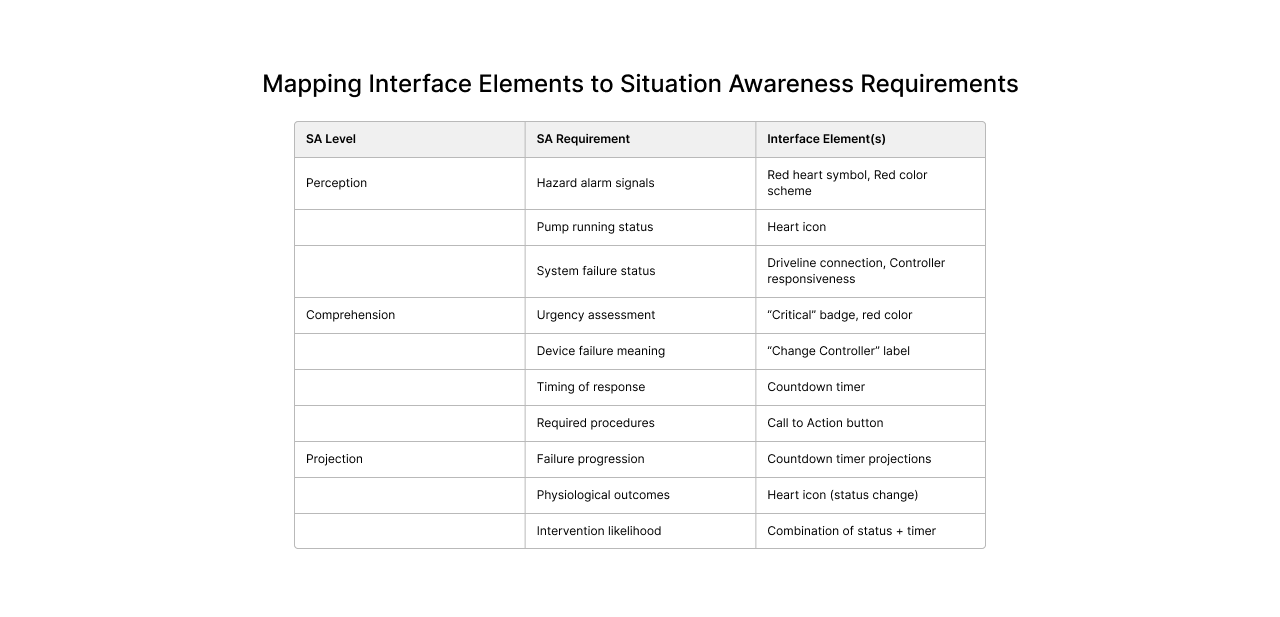 Mapping Interface Elements to Situation Awareness Requirements
SA Level SA Requirement Interface Element(s)
Perception Hazard alarm signals Red heart symbol, Red color
scheme
Pump running status Heart icon
System failure status Driveline connection, Controller
responsiveness
Comprehension Urgency assessment “Critical” badge, red color
Device failure meaning “Change Controller” label
Timing of response Countdown timer
Required procedures Call to Action button
Projection Failure progression Countdown timer projections
Physiological outcomes Heart icon (status change)
Intervention likelihood Combination of status + timer